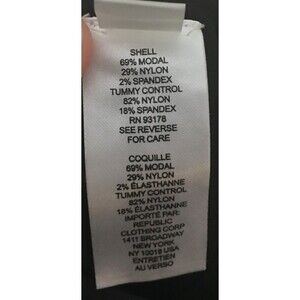 SHELL
69% MODAL
29% NYLON
2% SPANDEX
TUMMY CONTROL
82% NYLON
18% SPANDEX
RN 93178
SEE REVERSE
FOR CARE
COQUILLE
69% MODAL
29% NYLON
2% ÉLASTHANNE
TUMMY CONTROL
82% NYLON
18% ÉLASTHANNE
IMPORTÉ PAR:
REPUBLIC
CLOTHING CORP
1411 BROADWAY
NEW YORK
NY 10018 USA
ENTRETIEN
AU VERSO